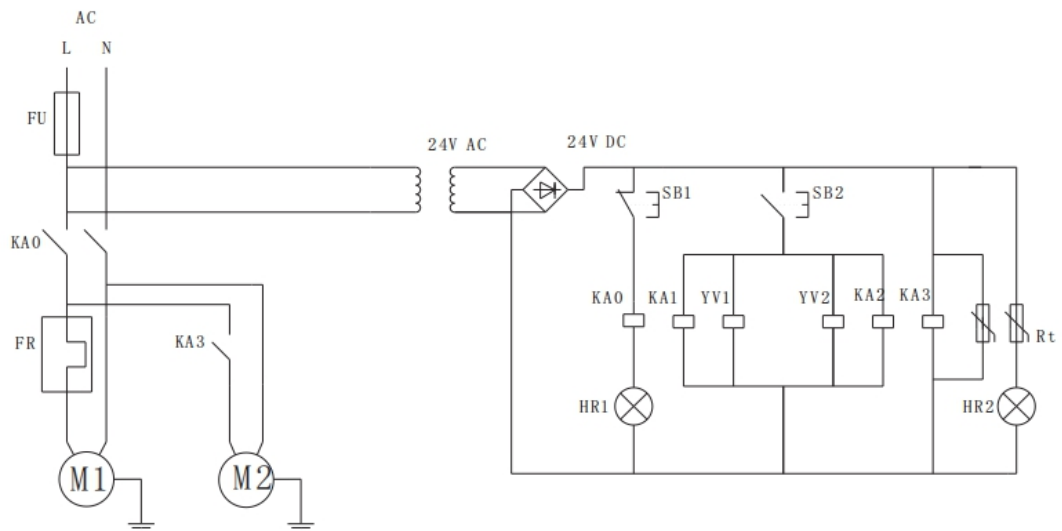 AC
L N
FU
24V AC 24V DC
SB1 SB2
KA0
KA0 KA1 YV1 YV2 KA2 KA3
FR KA3 Rt
HR1 HR2
M1 M2